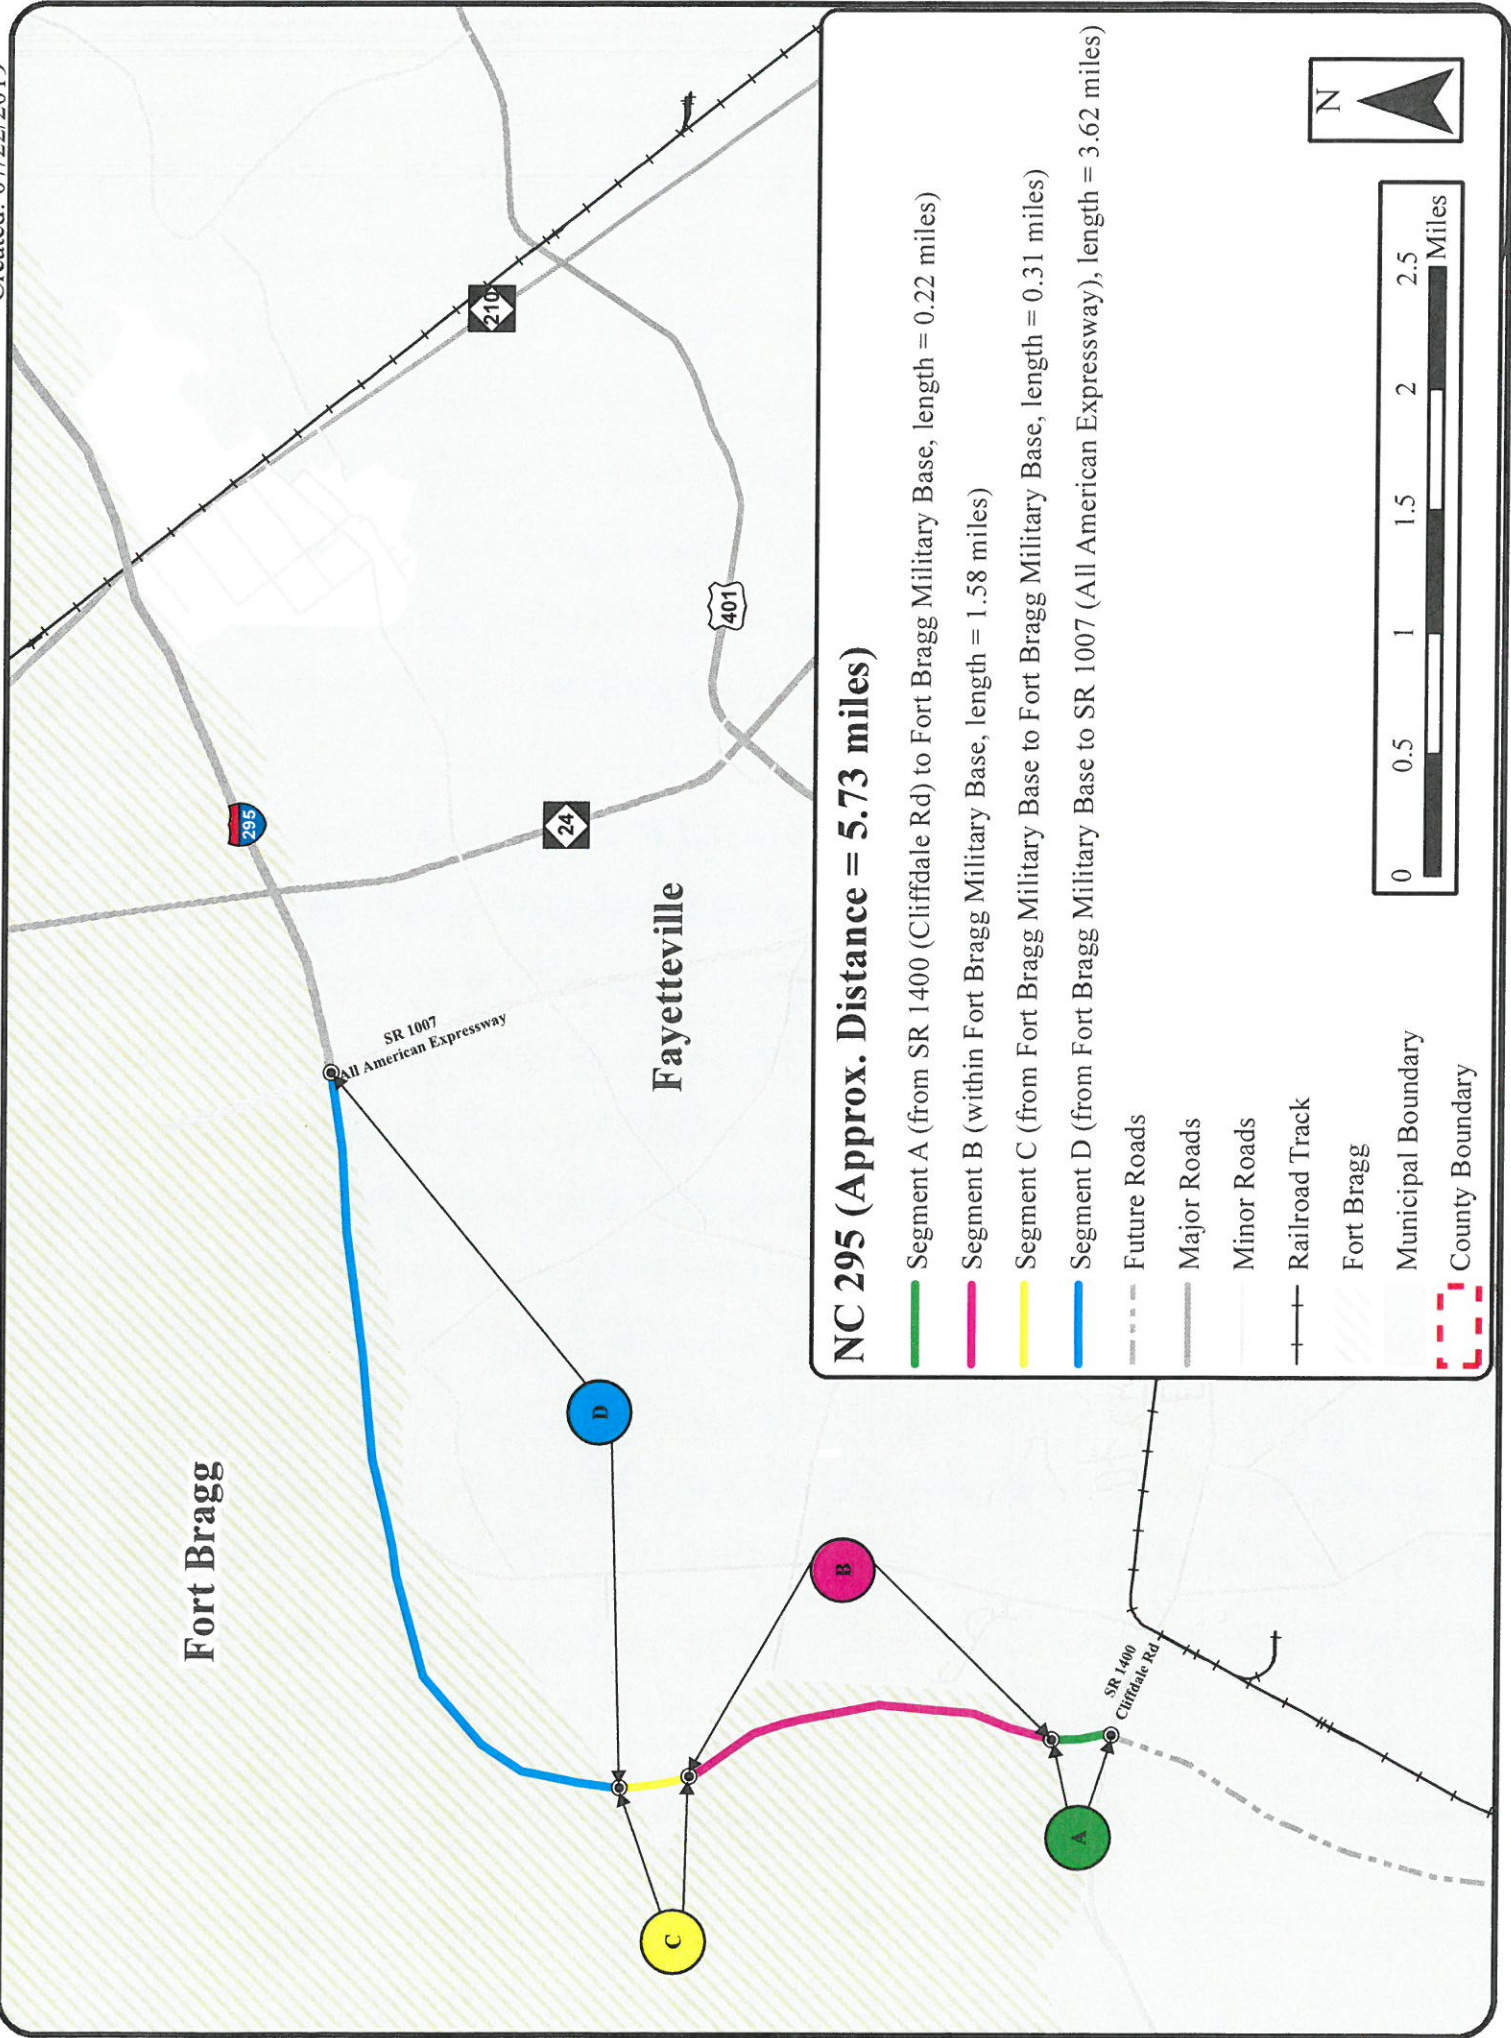 Created: 07/22/2019
Fort Bragg
295
210
24
401
SR 1007
All American Expressway
Fayetteville
D
C
B
A
SR 1400
Cliffdale Rd
NC 295 (Approx. Distance = 5.73 miles)
Segment A (from SR 1400 (Cliffdale Rd) to Fort Bragg Military Base, length = 0.22 miles)
Segment B (within Fort Bragg Military Base, length = 1.58 miles)
Segment C (from Fort Bragg Military Base to Fort Bragg Military Base, length = 0.31 miles)
Segment D (from Fort Bragg Military Base to SR 1007 (All American Expressway), length = 3.62 miles)
Future Roads
Major Roads
Minor Roads
Railroad Track
Fort Bragg
Municipal Boundary
County Boundary
0 0.5 1 1.5 2 2.5
Miles
N